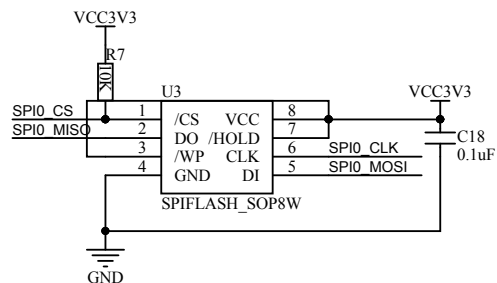 VCC3V3
R7
10K
U3
VCC3V3
SPI0_CS 1 /CS VCC 8
SPI0_MISO 2 DO /HOLD 7
3 /WP CLK 6 SPI0_CLK
4 GND DI 5 SPI0_MOSI
C18
0.1uF
SPIFLASH_SOP8W
GND